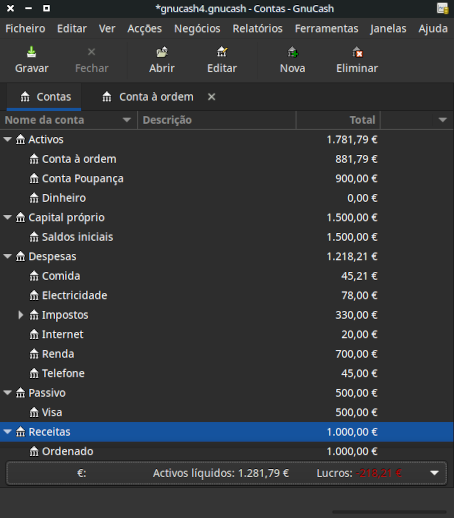 *gnucash4.gnucash - Contas - GnuCash
Ficheiro Editar Ver Acções Negócios Relatórios Ferramentas Janelas Ajuda
Gravar Fechar Abrir Editar Nova Eliminar
Contas Conta à ordem
Nome da conta Descrição Total
Activos 1.781,79 €
Conta à ordem 881,79 €
Conta Poupança 900,00 €
Dinheiro 0,00 €
Capital próprio 1.500,00 €
Saldos iniciais 1.500,00 €
Despesas 1.218,21 €
Comida 45,21 €
Electricidade 78,00 €
Impostos 330,00 €
Internet 20,00 €
Renda 700,00 €
Telefone 45,00 €
Passivo 500,00 €
Visa 500,00 €
Receitas 1.000,00 €
Ordenado 1.000,00 €
€: Activos líquidos: 1.281,79 € Lucros: -218,21 €